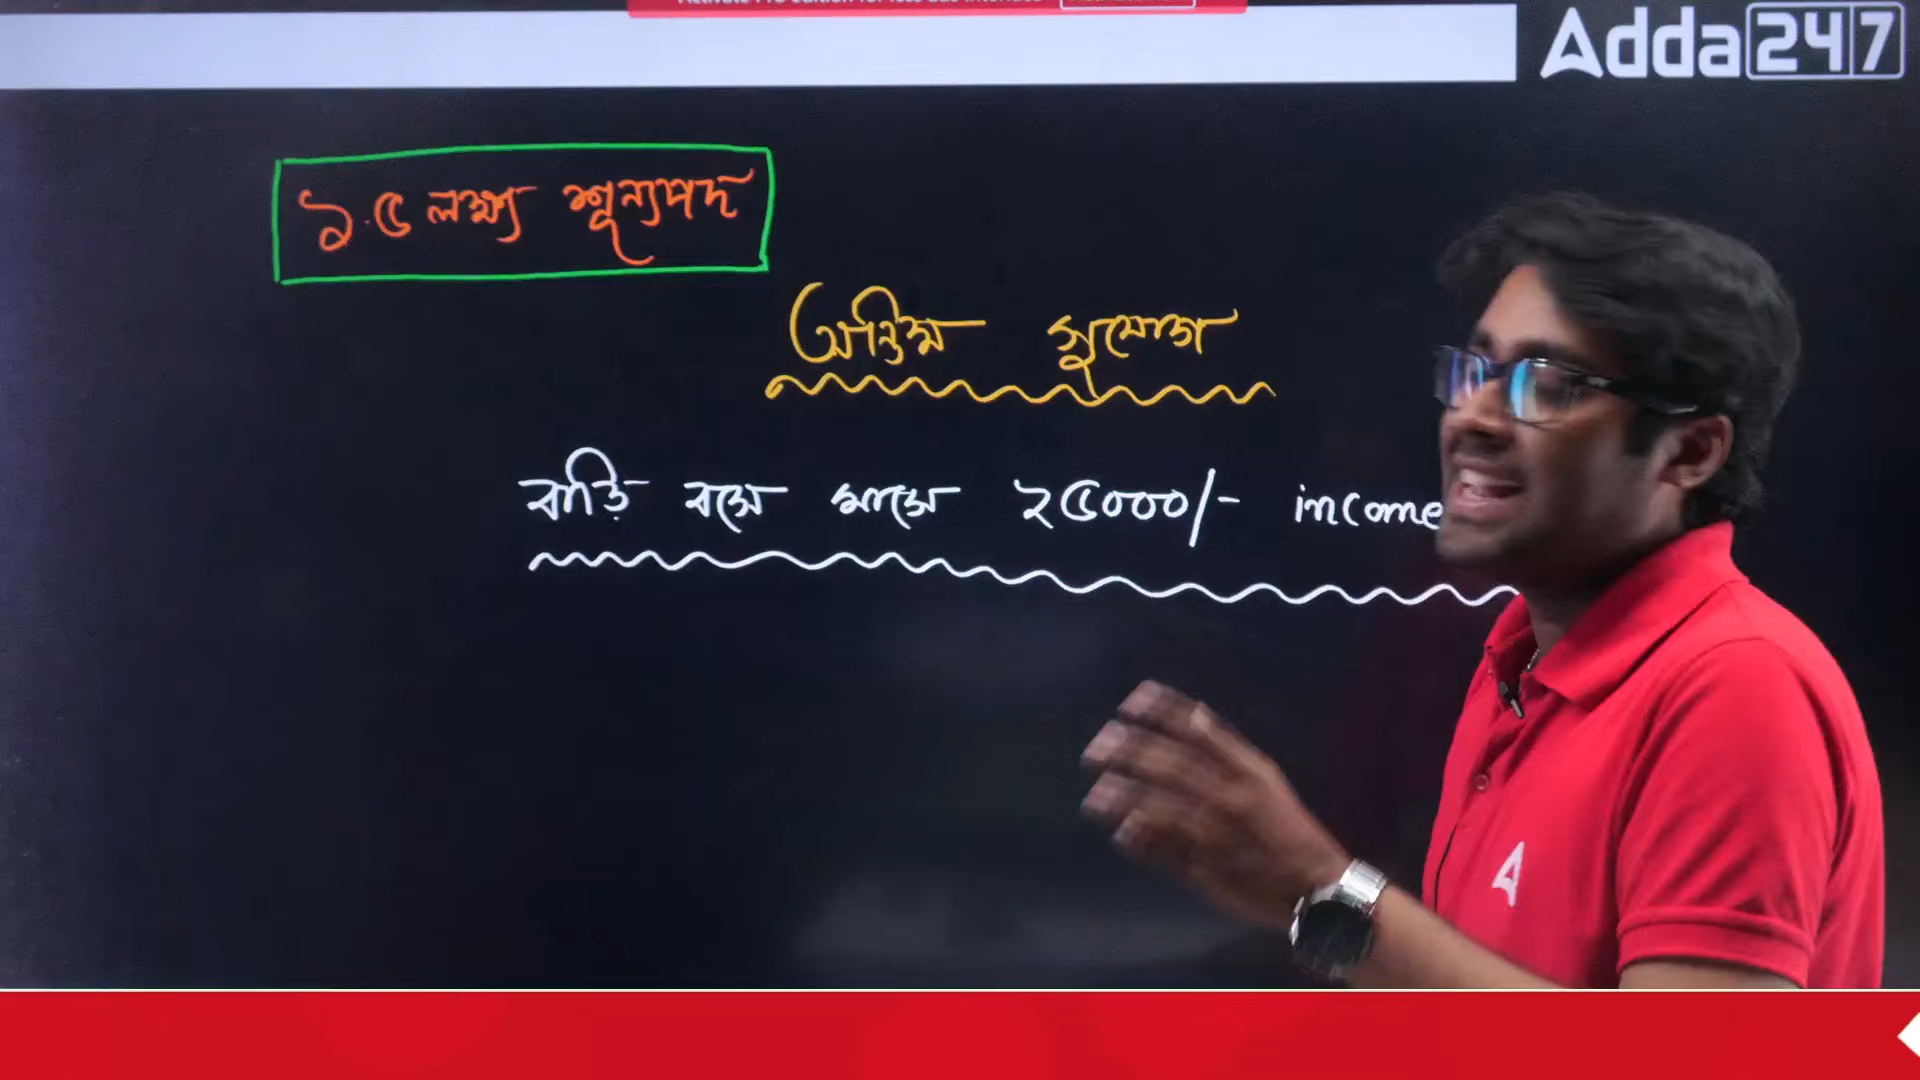 Adda247
১.৫ লক্ষ্য শূন্যপদ
অন্তিম সুযোগ
বাড়ি বসে মাসে ২৫০০০/- income